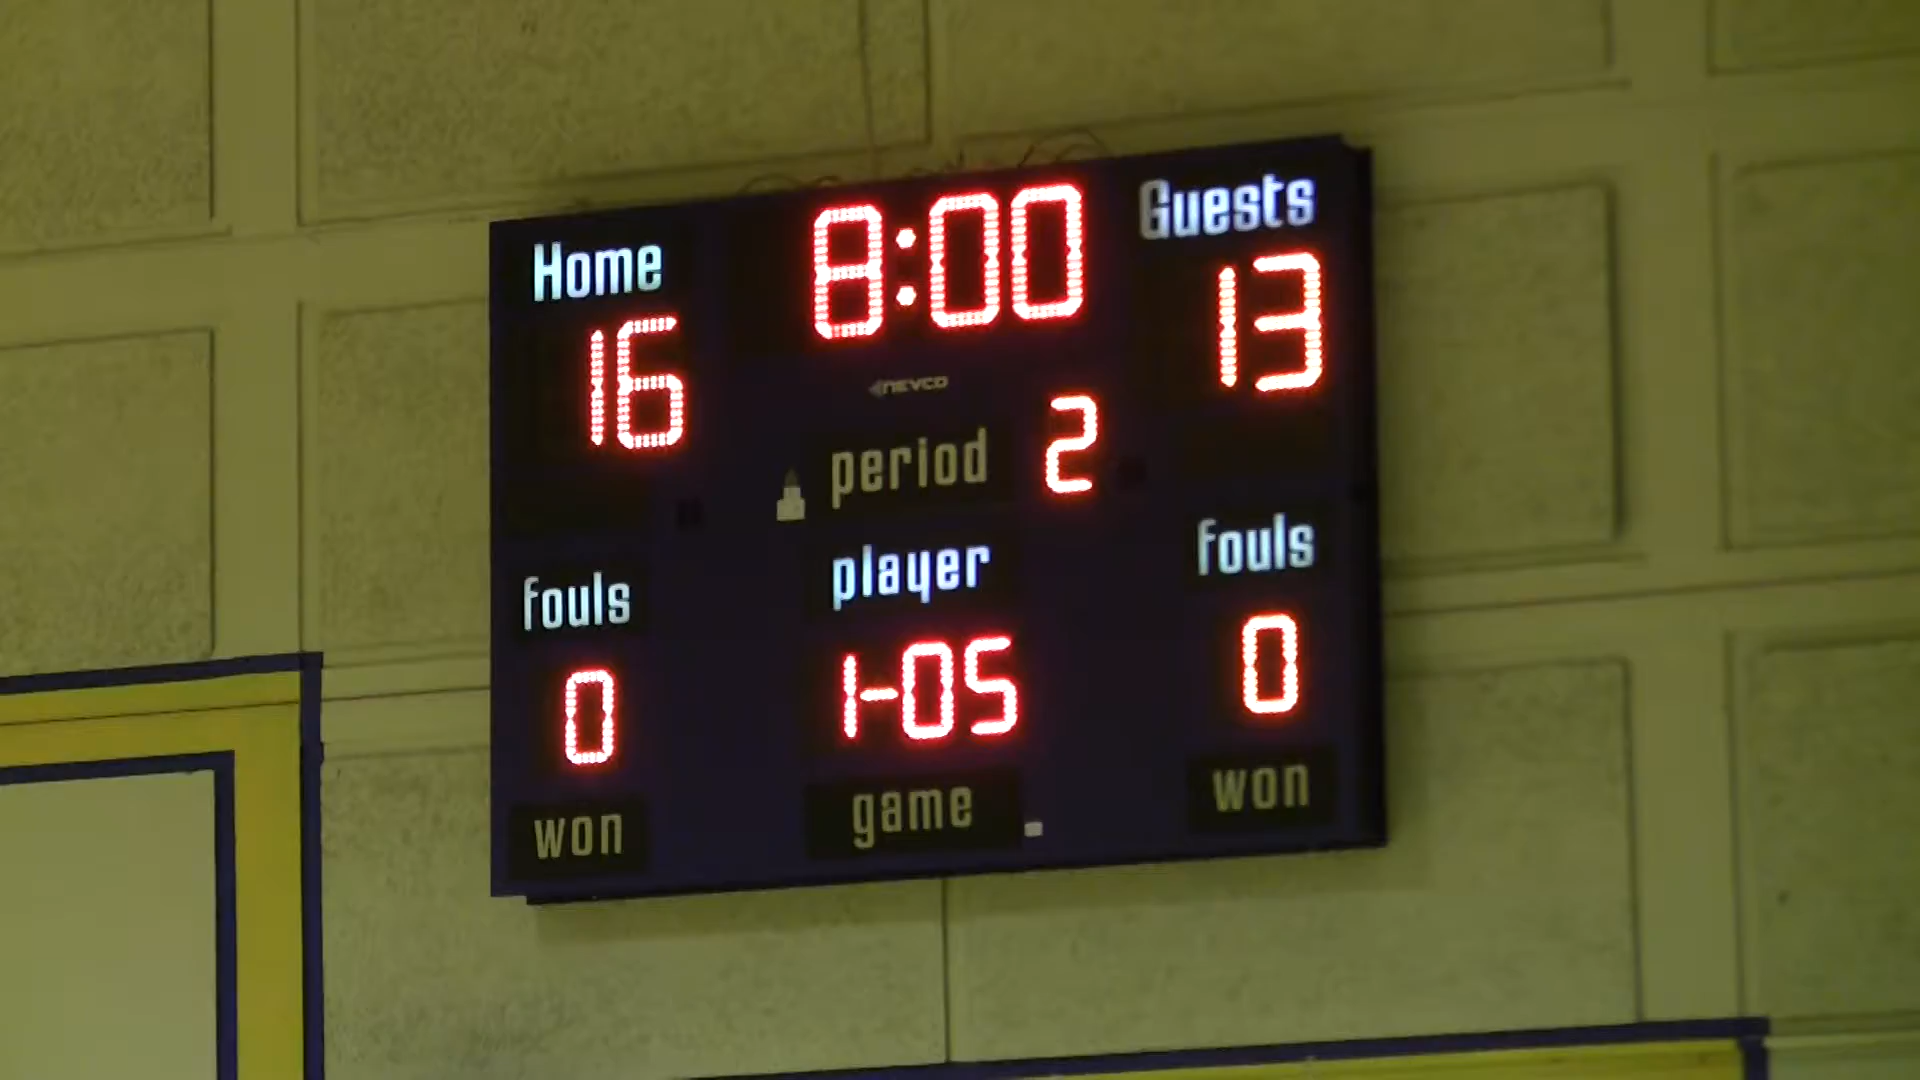 Home 8:00 Guests
16 13
NEVCO
period 2
fouls player fouls
0 1-05 0
won game won